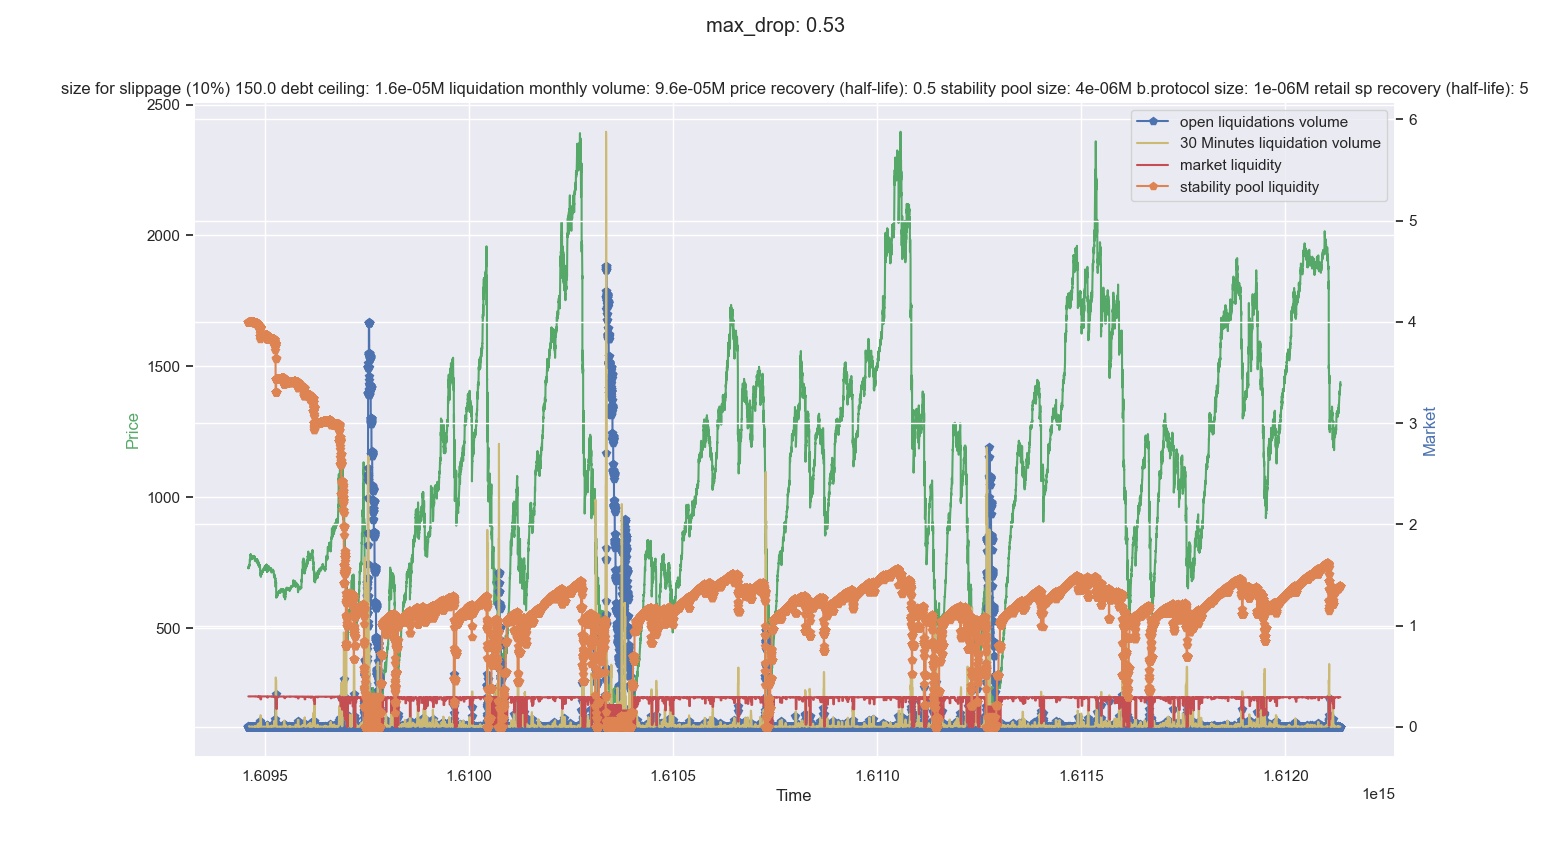 max_drop: 0.53
size for slippage (10%) 150.0 debt ceiling: 1.6e-05M liquidation monthly volume: 9.6e-05M price recovery (half-life): 0.5 stability pool size: 4e-06M b.protocol size: 1e-06M retail sp recovery (half-life): 5
open liquidations volume
30 Minutes liquidation volume
market liquidity
stability pool liquidity
2500
2000
1500
1000
500
Price
6
5
4
3
2
1
0
Market
1.6095
1.6100
1.6105
1.6110
1.6115
1.6120
1e15
Time